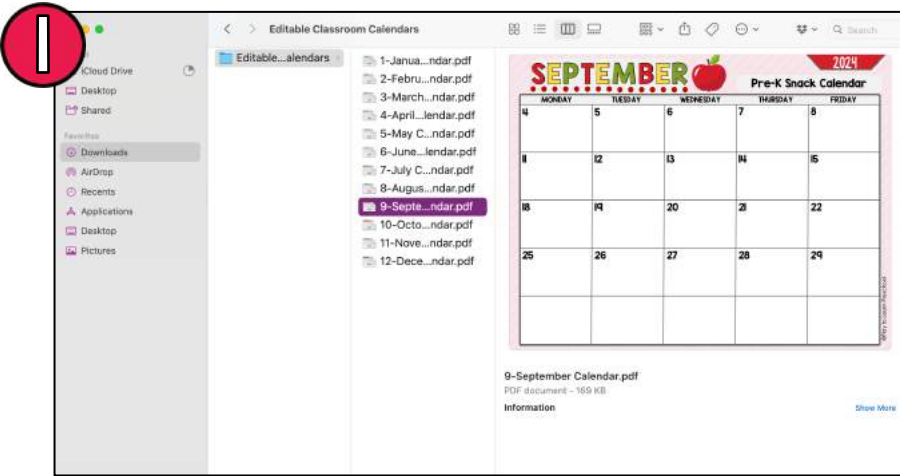 1
Editable Classroom Calendars
Search
iCloud Drive
Desktop
Shared
Favorites
Downloads
AirDrop
Recents
Applications
Desktop
Pictures
Editable...alendars
1-Janua...ndar.pdf
2-Febru...ndar.pdf
3-March...ndar.pdf
4-April...lendar.pdf
5-May C...ndar.pdf
6-June...lendar.pdf
7-July C...ndar.pdf
8-Augus...ndar.pdf
9-Septe...ndar.pdf
10-Octo...ndar.pdf
11-Nove...ndar.pdf
12-Dece...ndar.pdf
SEPTEMBER
2024
Pre-K Snack Calendar
MONDAY TUESDAY WEDNESDAY THURSDAY FRIDAY
4 5 6 7 8
11 12 13 14 15
18 19 20 21 22
25 26 27 28 29
9-September Calendar.pdf
PDF document - 169 KB
Information
Show More